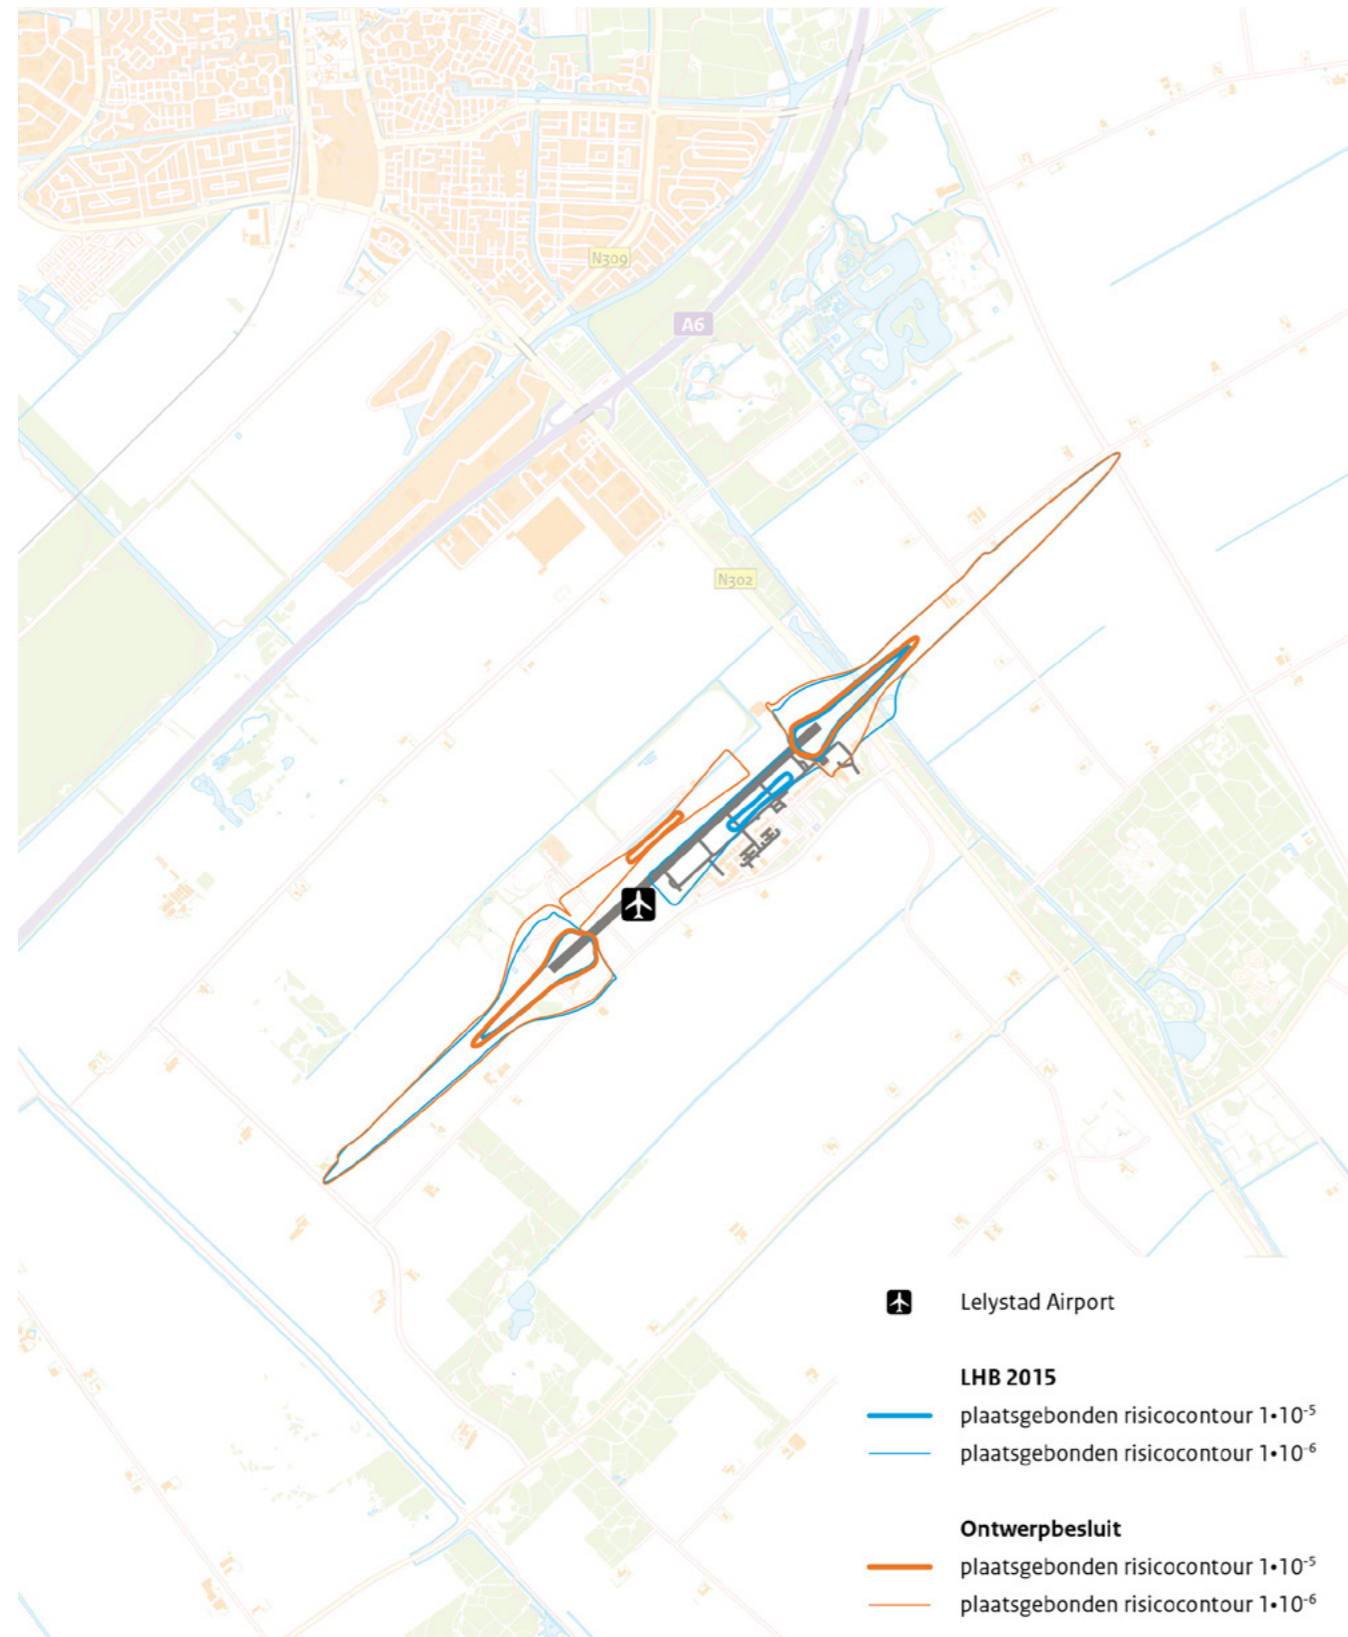 N309
A6
N302
Lelystad Airport
LHB 2015
plaatsgebonden risicocontour 1•10⁻⁵
plaatsgebonden risicocontour 1•10⁻⁶
Ontwerpbesluit
plaatsgebonden risicocontour 1•10⁻⁵
plaatsgebonden risicocontour 1•10⁻⁶